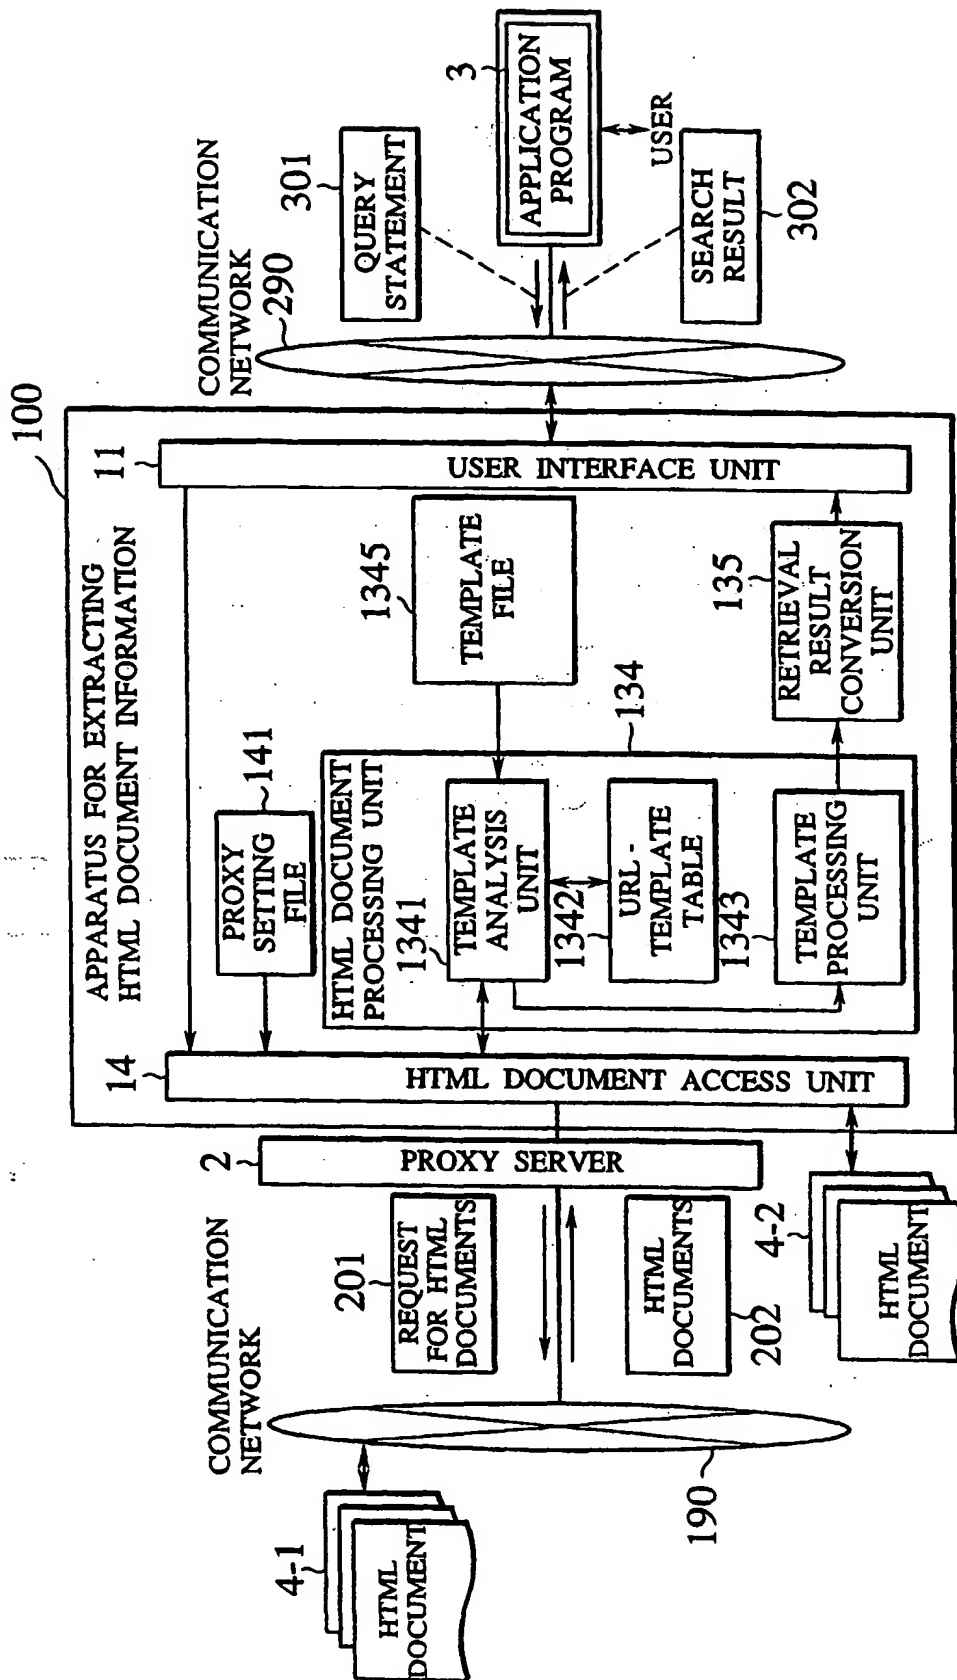 100
APPARATUS FOR EXTRACTING
HTML DOCUMENT INFORMATION
COMMUNICATION
NETWORK
190
4-1
HTML
DOCUMENT
201
REQUEST
FOR HTML
DOCUMENTS
HTML
DOCUMENTS
202
2
PROXY SERVER
4-2
HTML
DOCUMENT
14
HTML DOCUMENT ACCESS UNIT
PROXY
SETTING
FILE
141
HTML DOCUMENT
PROCESSING UNIT
134
1341
TEMPLATE
ANALYSIS
UNIT
1342
URL -
TEMPLATE
TABLE
1343
TEMPLATE
PROCESSING
UNIT
1345
TEMPLATE
FILE
135
RETRIEVAL
RESULT
CONVERSION
UNIT
11
USER INTERFACE UNIT
COMMUNICATION
NETWORK
290
301
QUERY
STATEMENT
3
APPLICATION
PROGRAM
USER
SEARCH
RESULT
302